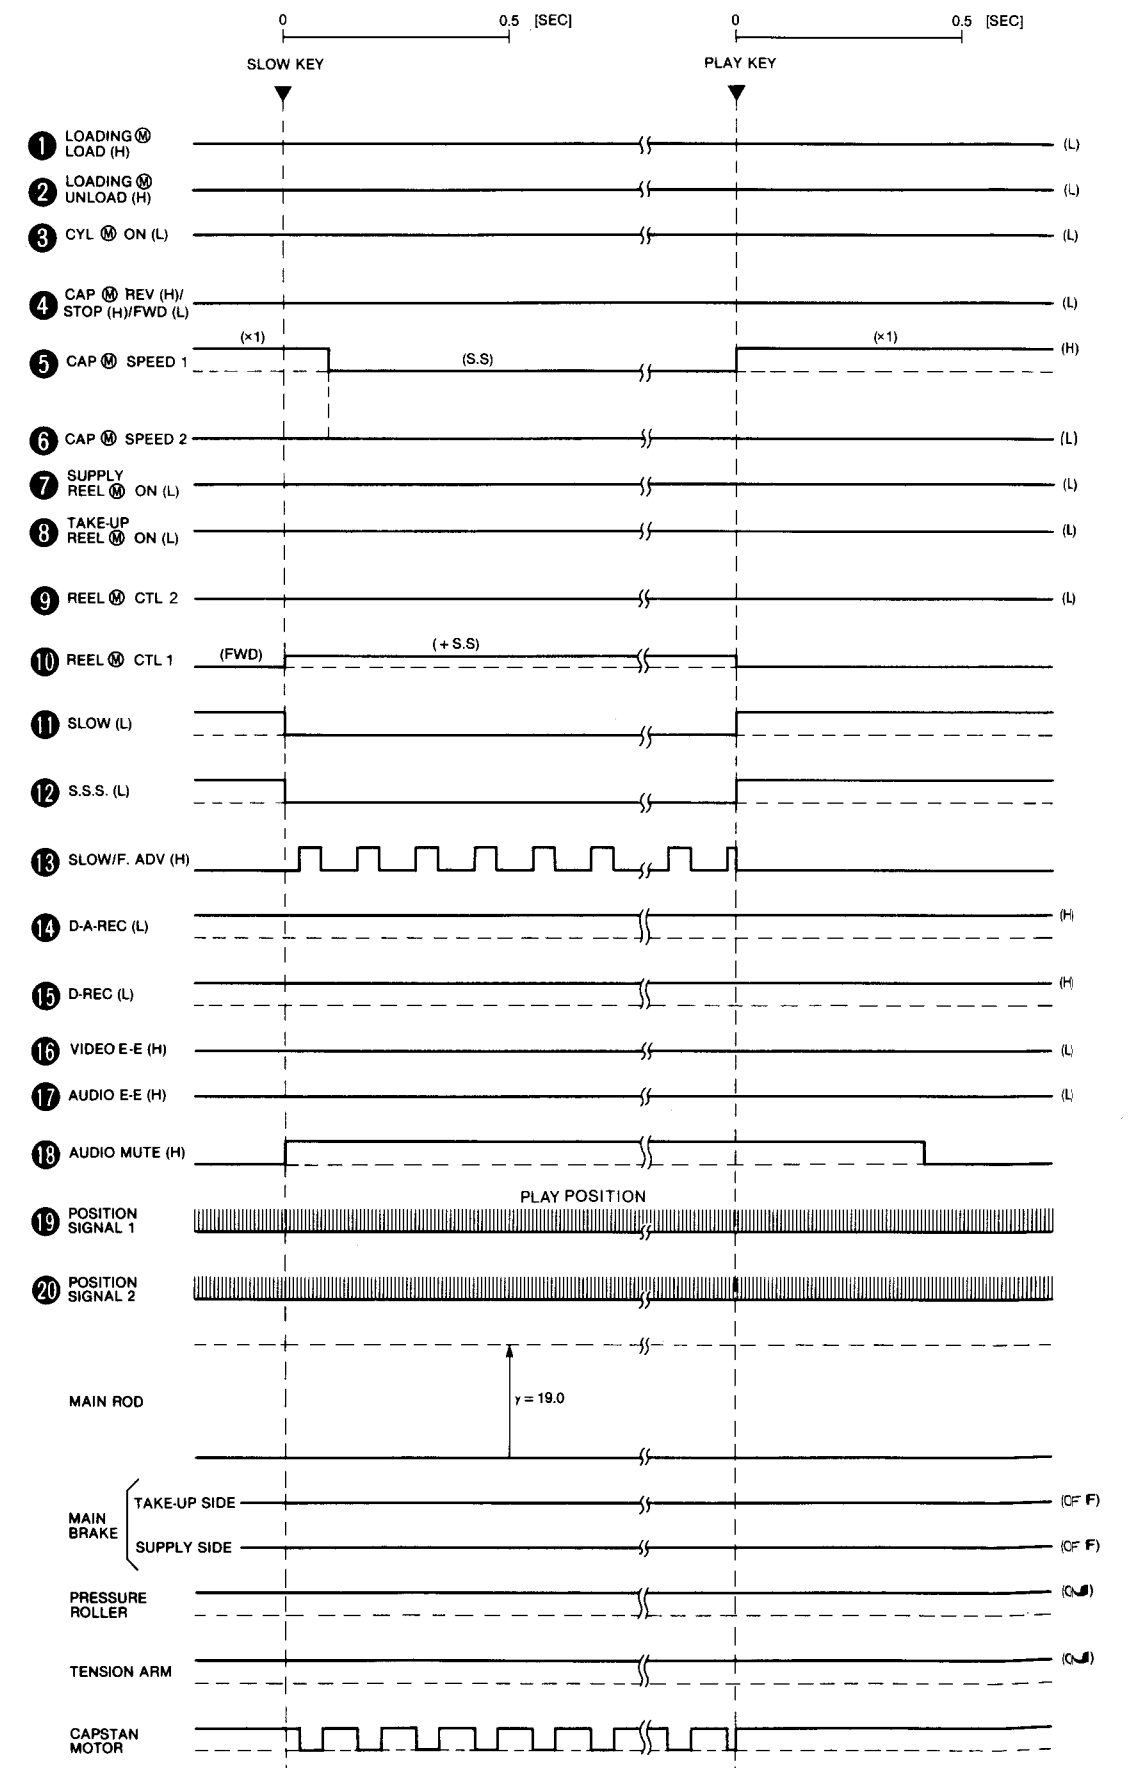 0 0.5 [SEC] 0 0.5 [SEC]
SLOW KEY PLAY KEY
1 LOADING Ⓜ
LOAD (H) (L)
2 LOADING Ⓜ
UNLOAD (H) (L)
3 CYL Ⓜ ON (L) (L)
4 CAP Ⓜ REV (H)/
STOP (H)/FWD (L) (L)
(×1) (×1)
5 CAP Ⓜ SPEED 1 (S.S) (H)
6 CAP Ⓜ SPEED 2 (L)
7 SUPPLY
REEL Ⓜ ON (L) (L)
8 TAKE-UP
REEL Ⓜ ON (L) (L)
9 REEL Ⓜ CTL 2 (L)
10 REEL Ⓜ CTL 1 (FWD) (+S.S)
11 SLOW (L)
12 S.S.S. (L)
13 SLOW/F. ADV (H)
14 D-A-REC (L) (H)
15 D-REC (L) (H)
16 VIDEO E-E (H) (L)
17 AUDIO E-E (H) (L)
18 AUDIO MUTE (H)
PLAY POSITION
19 POSITION
SIGNAL 1
20 POSITION
SIGNAL 2
MAIN ROD γ = 19.0
MAIN
BRAKE
TAKE-UP SIDE (OFF)
SUPPLY SIDE (OFF)
PRESSURE
ROLLER (ON)
TENSION ARM (ON)
CAPSTAN
MOTOR